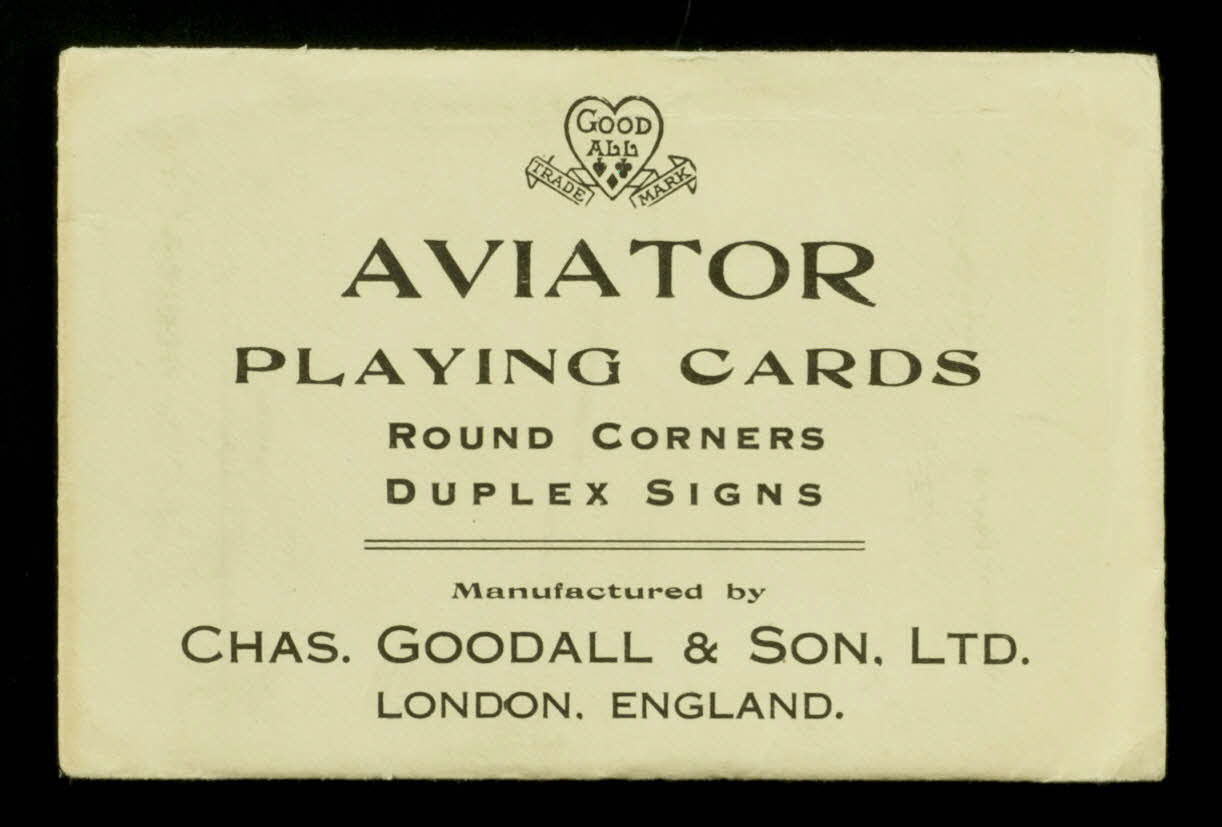 GOOD
ALL
TRADE MARK
AVIATOR
PLAYING CARDS
ROUND CORNERS
DUPLEX SIGNS
Manufactured by
CHAS. GOODALL & SON, LTD.
LONDON, ENGLAND.